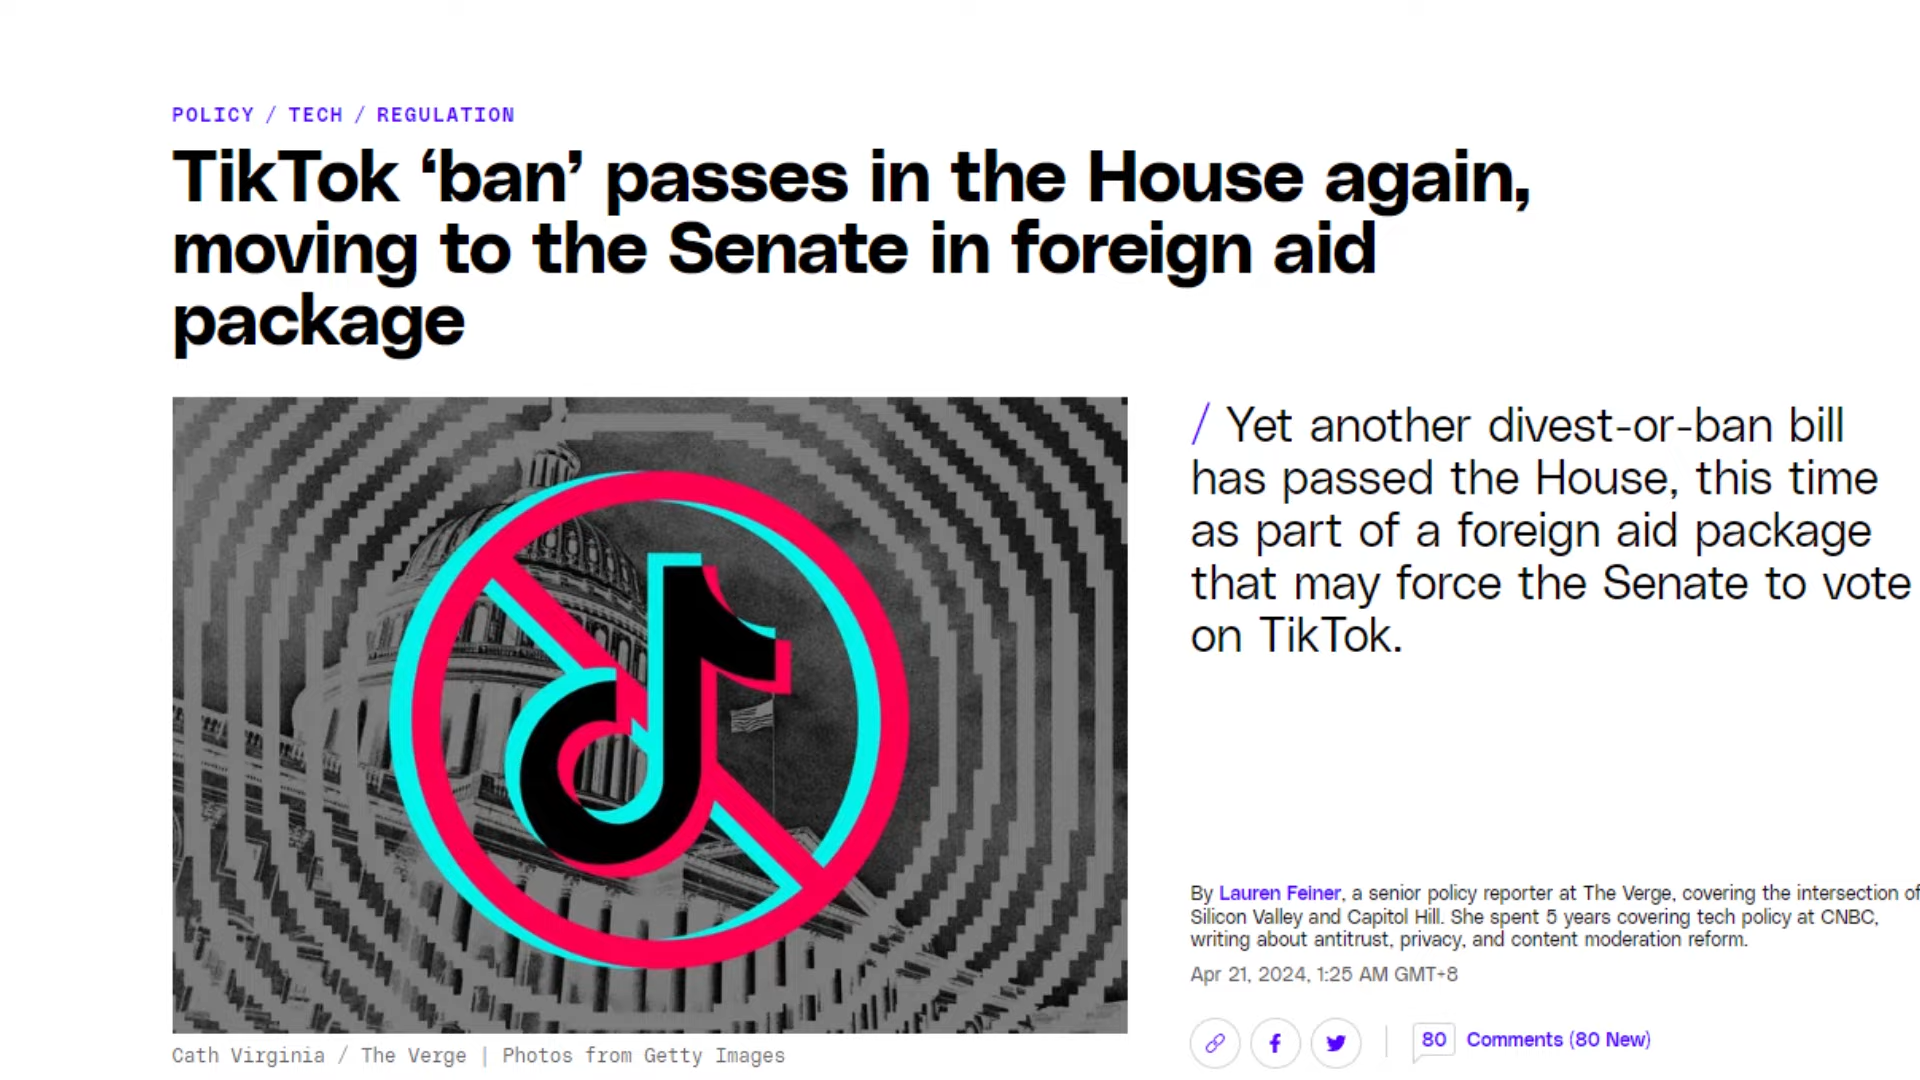 POLICY / TECH / REGULATION
TikTok ‘ban’ passes in the House again,
moving to the Senate in foreign aid
package
/ Yet another divest-or-ban bill
has passed the House, this time
as part of a foreign aid package
that may force the Senate to vote
on TikTok.
By Lauren Feiner, a senior policy reporter at The Verge, covering the intersection of
Silicon Valley and Capitol Hill. She spent 5 years covering tech policy at CNBC,
writing about antitrust, privacy, and content moderation reform.
Apr 21, 2024, 1:25 AM GMT+8
80 Comments (80 New)
Cath Virginia / The Verge | Photos from Getty Images